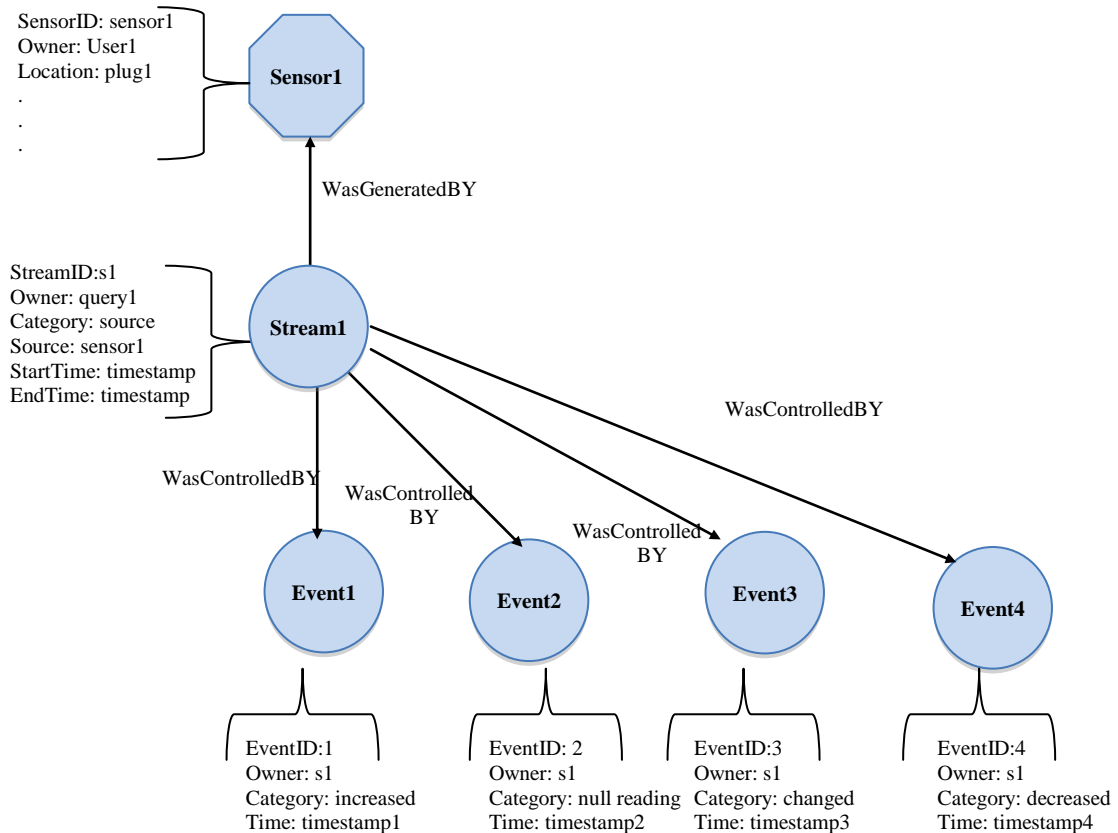 SensorID: sensor1
Owner: User1
Location: plug1
.
.
.
Sensor1
WasGeneratedBY
StreamID:s1
Owner: query1
Category: source
Source: sensor1
StartTime: timestamp
EndTime: timestamp
Stream1
WasControlledBY
WasControlledBY
WasControlled
BY
WasControlled
BY
Event1
Event2
Event3
Event4
EventID:1
Owner: s1
Category: increased
Time: timestamp1
EventID: 2
Owner: s1
Category: null reading
Time: timestamp2
EventID:3
Owner: s1
Category: changed
Time: timestamp3
EventID:4
Owner: s1
Category: decreased
Time: timestamp4